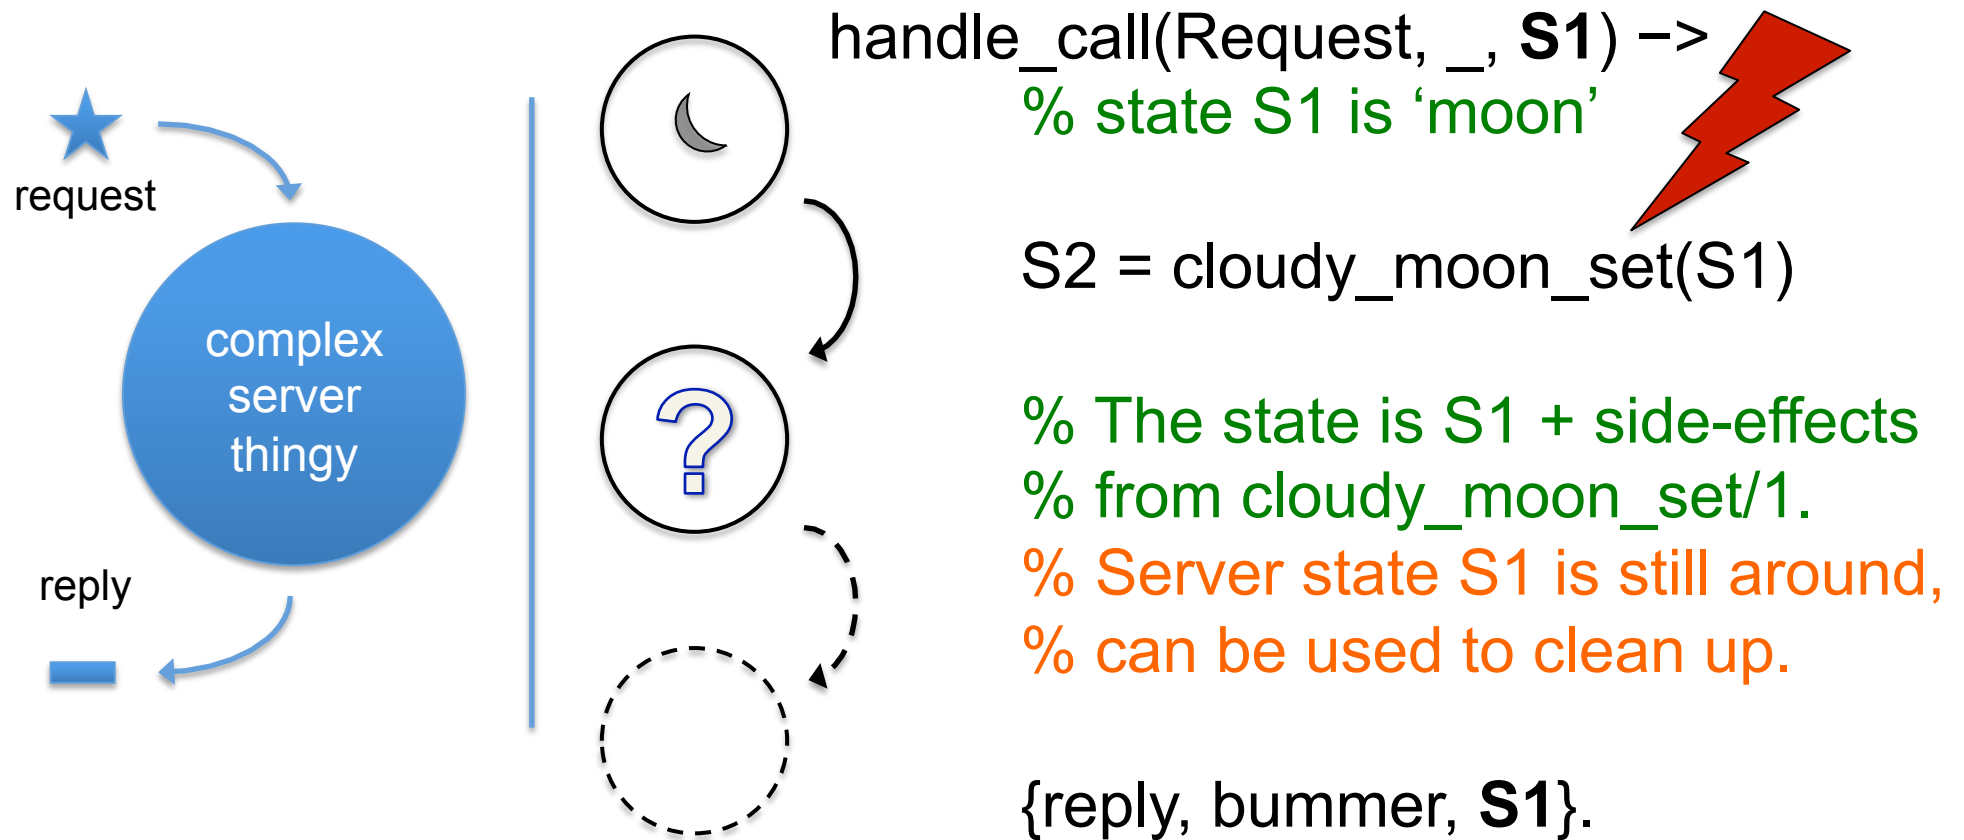 request
complex
server
thingy
reply
handle_call(Request, _, S1) −>
% state S1 is ‘moon’
S2 = cloudy_moon_set(S1)
% The state is S1 + side-effects
% from cloudy_moon_set/1.
% Server state S1 is still around,
% can be used to clean up.
{reply, bummer, S1}.
?